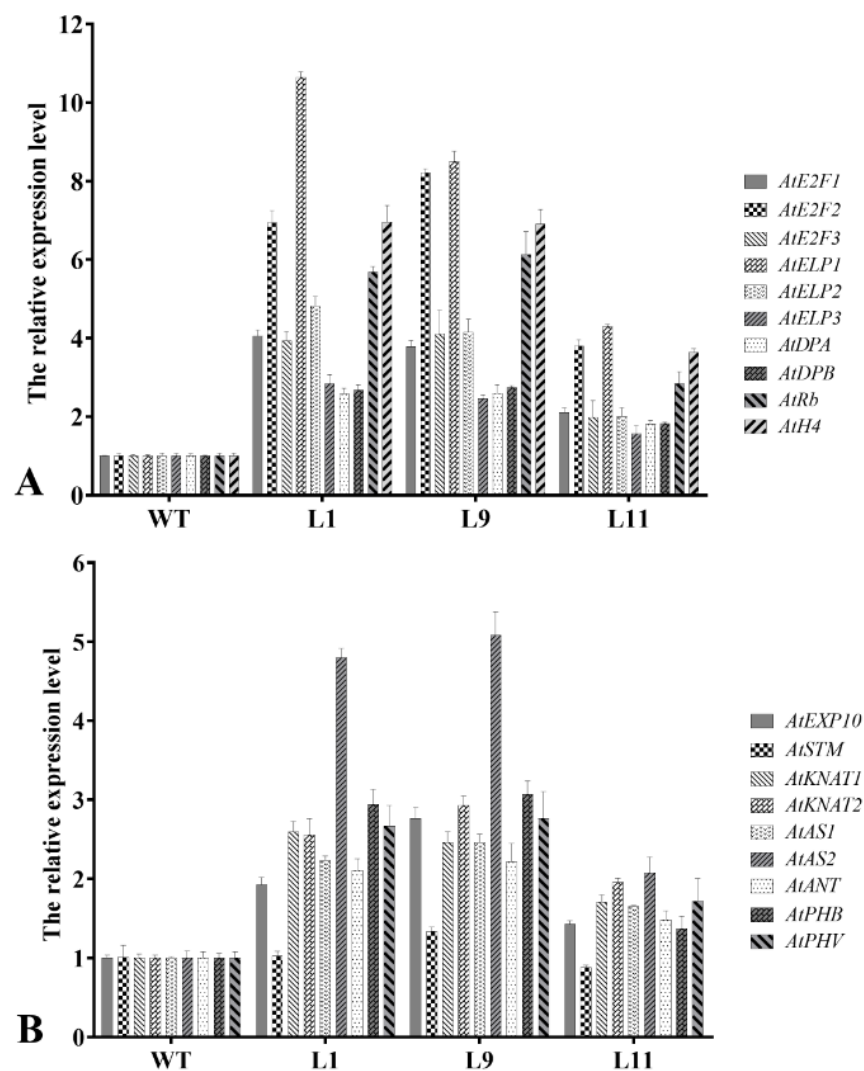 The relative expression level
12
10
8
6
4
2
0
WT
L1
L9
L11
AtE2F1
AtE2F2
AtE2F3
AtELP1
AtELP2
AtELP3
AtDPA
AtDPB
AtRb
AtH4
A
The relative expression level
6
5
4
3
2
1
0
WT
L1
L9
L11
AtEXP10
AtSTM
AtKNAT1
AtKNAT2
AtAS1
AtAS2
AtANT
AtPHB
AtPHV
B